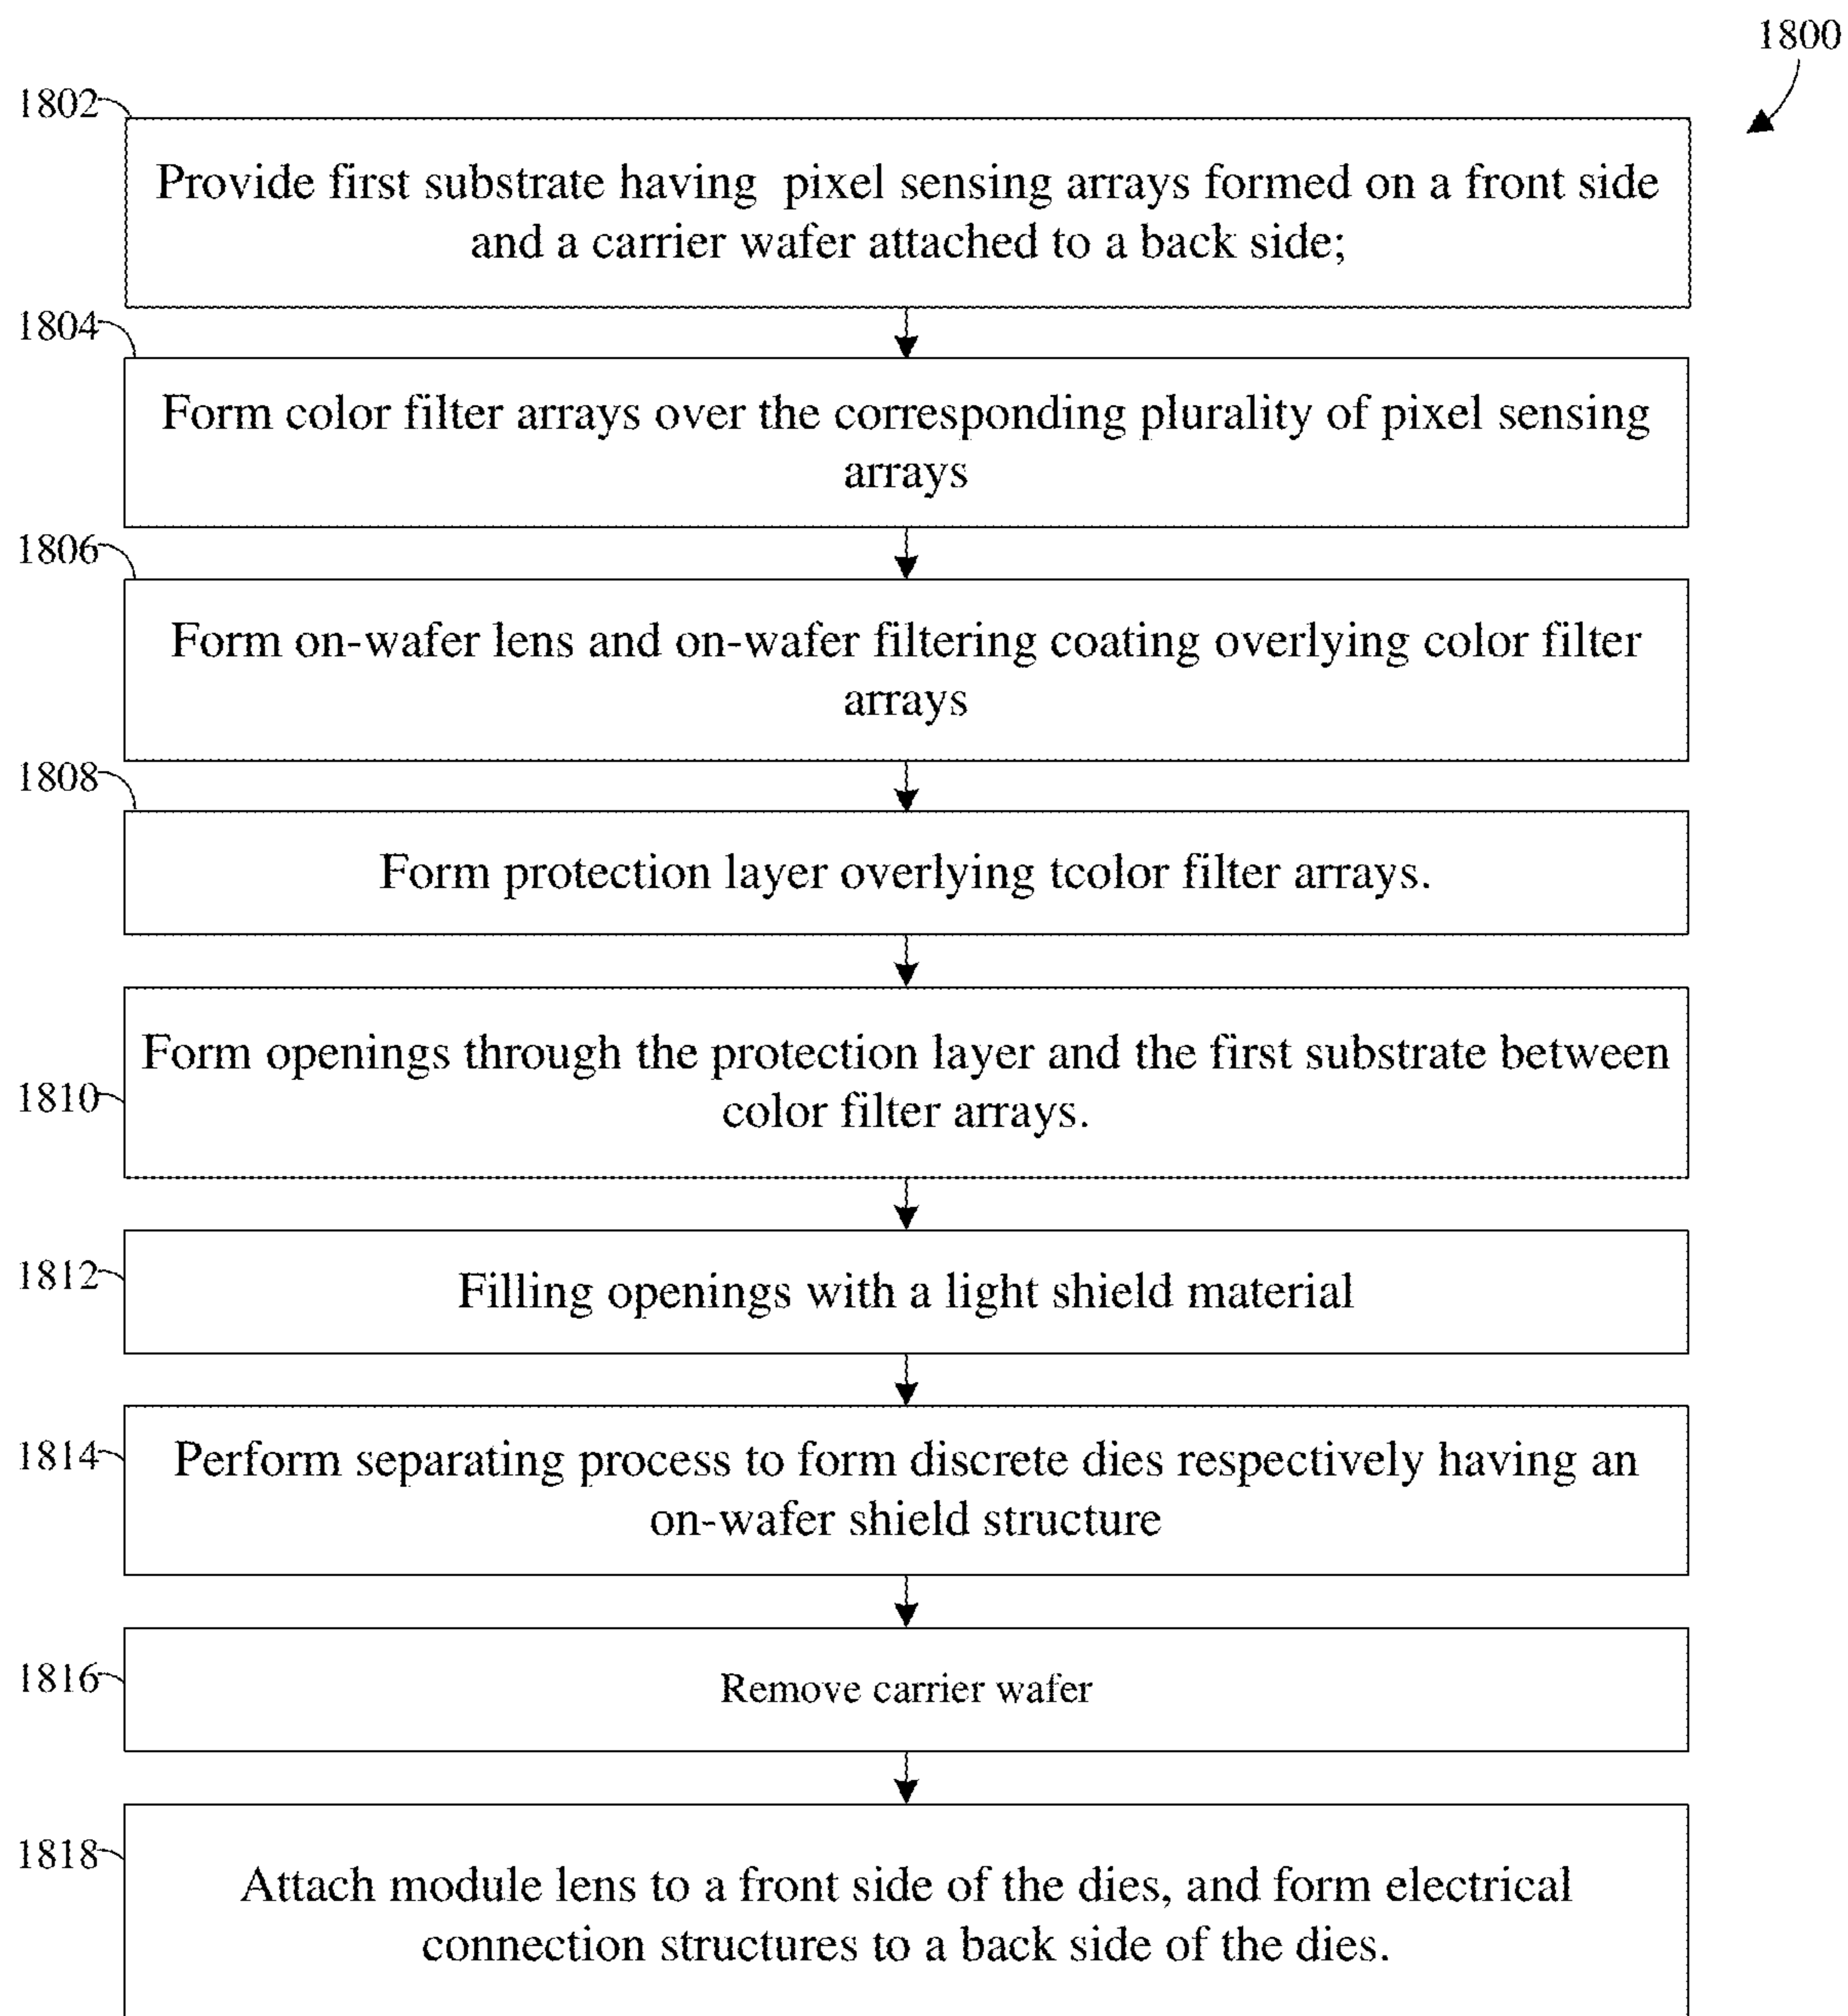 1800
1802
Provide first substrate having pixel sensing arrays formed on a front side
and a carrier wafer attached to a back side;
1804
Form color filter arrays over the corresponding plurality of pixel sensing
arrays
1806
Form on-wafer lens and on-wafer filtering coating overlying color filter
arrays
1808
Form protection layer overlying tcolor filter arrays.
1810
Form openings through the protection layer and the first substrate between
color filter arrays.
1812
Filling openings with a light shield material
1814
Perform separating process to form discrete dies respectively having an
on-wafer shield structure
1816
Remove carrier wafer
1818
Attach module lens to a front side of the dies, and form electrical
connection structures to a back side of the dies.